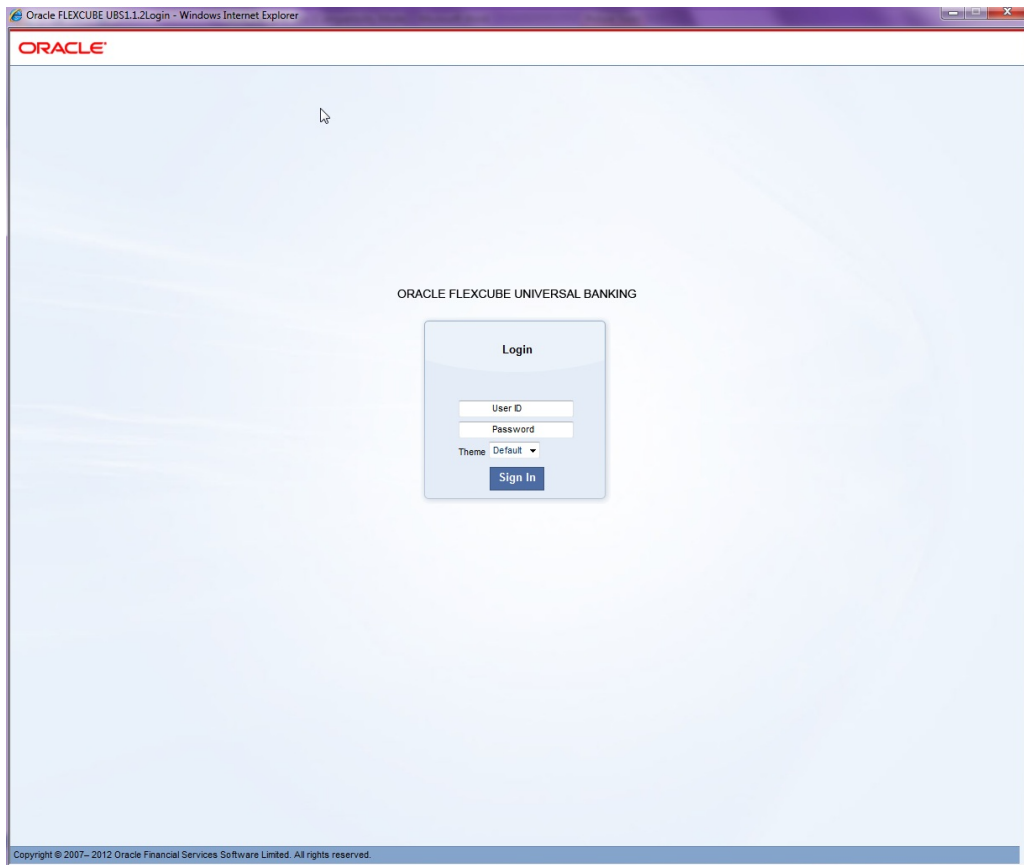 Oracle FLEXCUBE UBS1.1.2Login - Windows Internet Explorer
ORACLE
ORACLE FLEXCUBE UNIVERSAL BANKING
Login
User ID
Password
Theme Default
Sign In
Copyright © 2007– 2012 Oracle Financial Services Software Limited. All rights reserved.